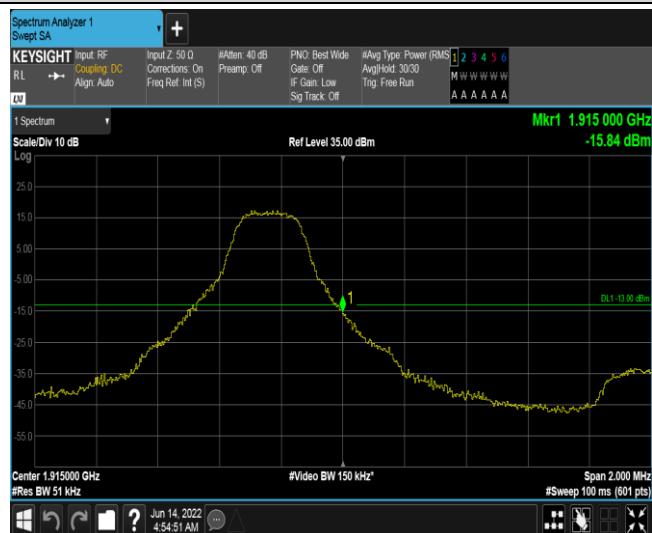 Spectrum Analyzer 1
Swept SA
+
KEYSIGHT
RL
Input: RF
Coupling: DC
Align: Auto
Input Z: 50 Ω
Corrections: On
Freq Ref: Int (S)
#Atten: 40 dB
Preamp: Off
PNO: Best Wide
Gate: Off
IF Gain: Low
Sig Track: Off
#Avg Type: Power (RMS
Avg|Hold: 30/30
Trig: Free Run
1 2 3 4 5 6
M W W W W W
A A A A A A
LXI
1 Spectrum
Mkr1 1.915 000 GHz
Scale/Div 10 dB
Ref Level 35.00 dBm
-15.84 dBm
Log
25.0
15.0
5.00
-5.00
1
DL1 -13.00 dBm
-15.0
-25.0
-35.0
-45.0
-55.0
Center 1.915000 GHz
#Video BW 150 kHz*
Span 2.000 MHz
#Res BW 51 kHz
#Sweep 100 ms (601 pts)
?
Jun 14, 2022
4:54:51 AM